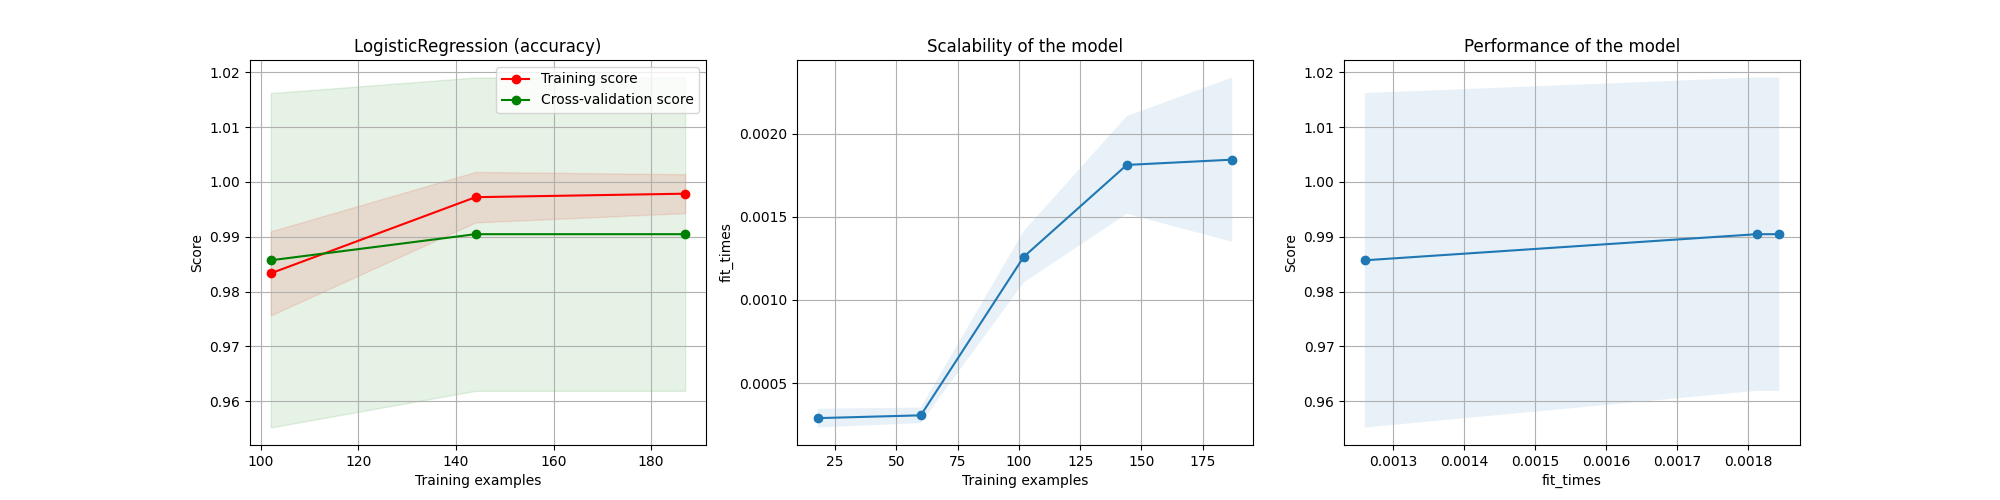 LogisticRegression (accuracy)
Score
1.02
1.01
1.00
0.99
0.98
0.97
0.96
Training score
Cross-validation score
100 120 140 160 180
Training examples
Scalability of the model
fit_times
0.0020
0.0015
0.0010
0.0005
25 50 75 100 125 150 175
Training examples
Performance of the model
Score
1.02
1.01
1.00
0.99
0.98
0.97
0.96
0.0013 0.0014 0.0015 0.0016 0.0017 0.0018
fit_times